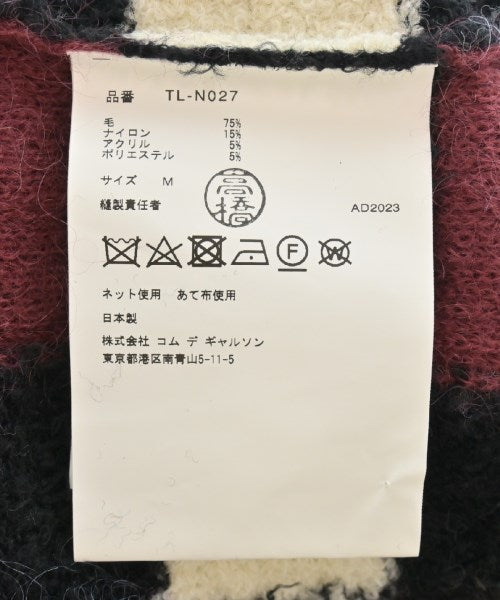 品番 TL-N027
毛 75%
ナイロン 15%
アクリル 5%
ポリエステル 5%
サイズ M
高橋
縫製責任者
AD2023
F W
ネット使用 あて布使用
日本製
株式会社 コム デ ギャルソン
東京都港区南青山5-11-5